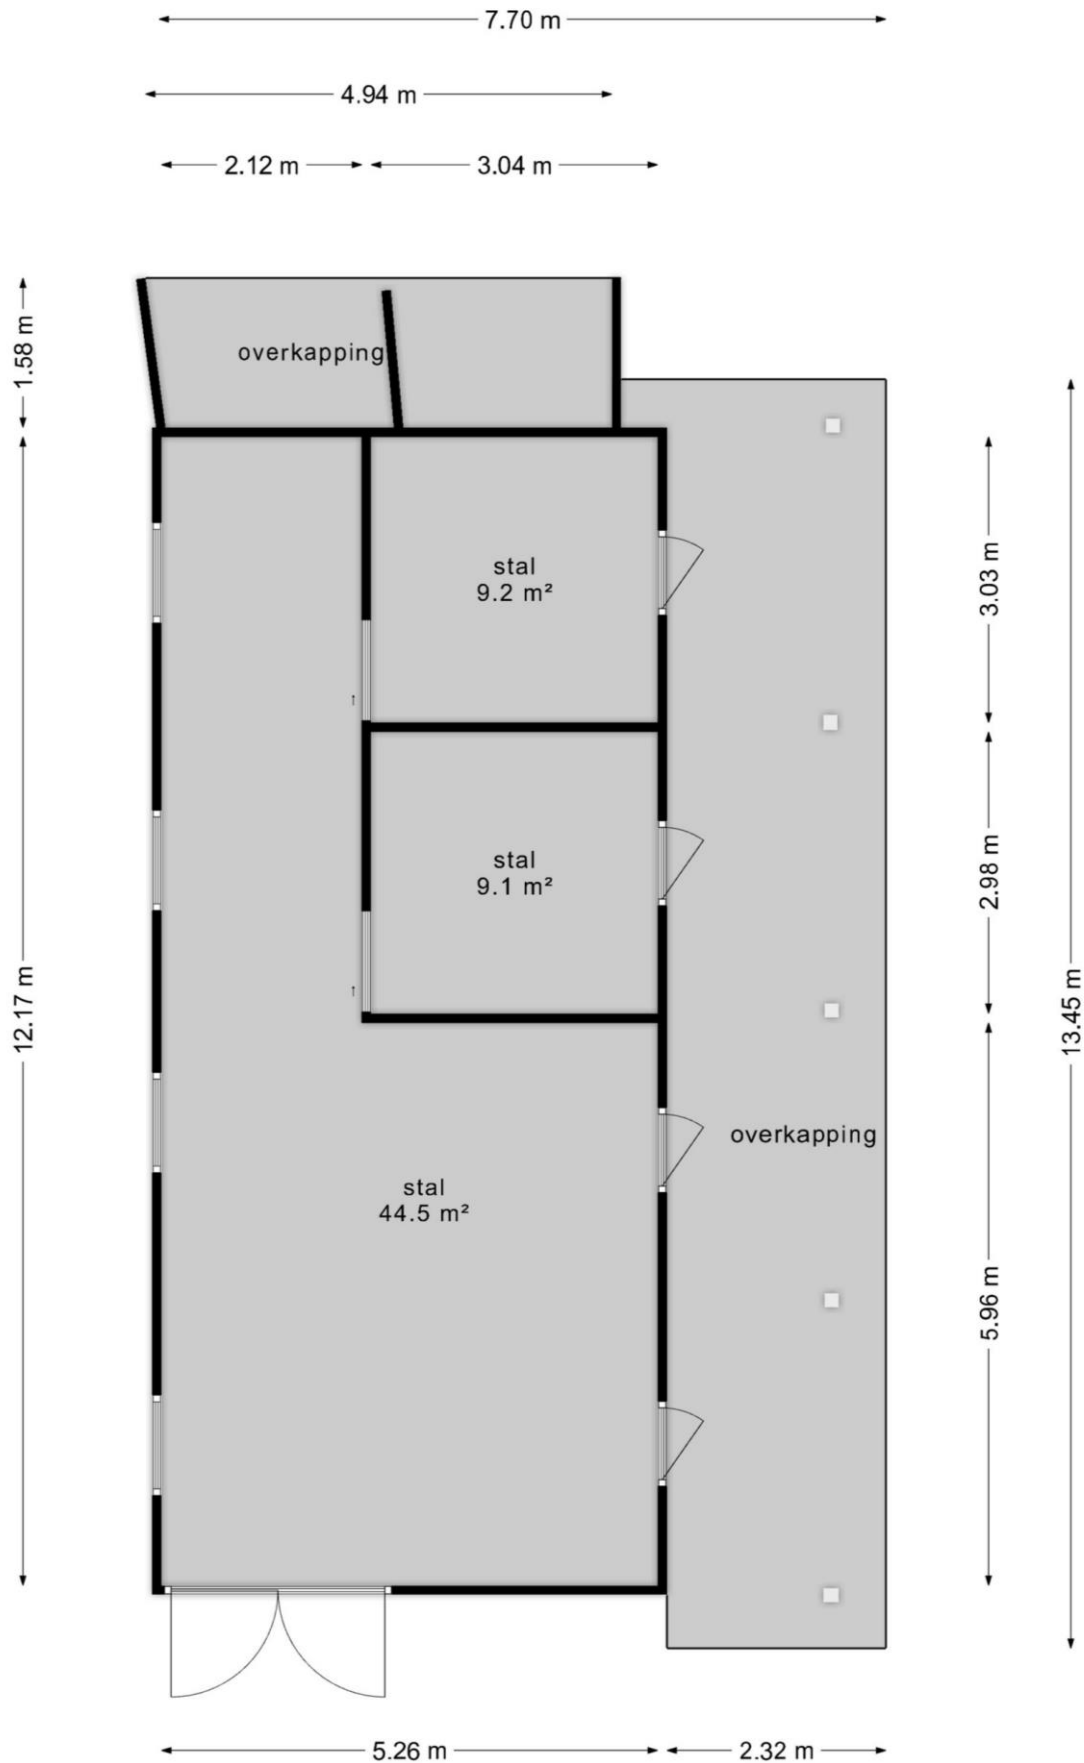 7.70 m
4.94 m
2.12 m
3.04 m
1.58 m
overkapping
3.03 m
stal
9.2 m²
2.98 m
stal
9.1 m²
12.17 m
13.45 m
overkapping
stal
44.5 m²
5.96 m
5.26 m
2.32 m